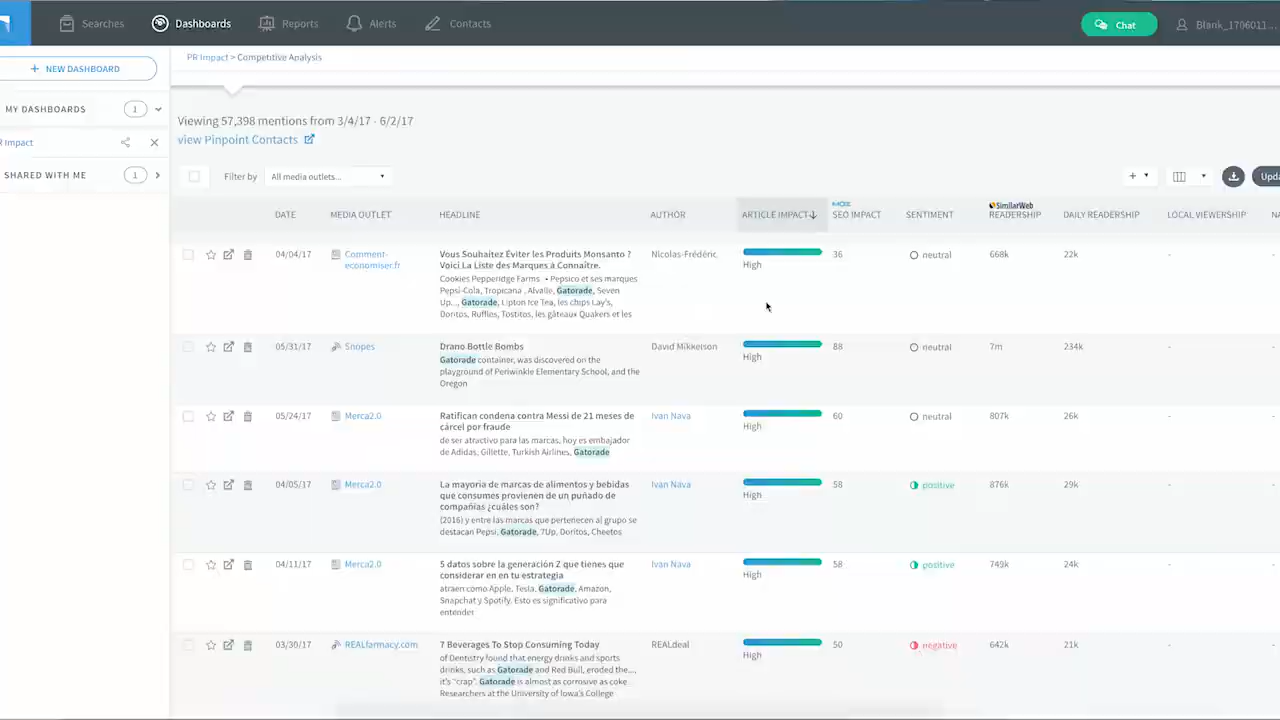 Searches Dashboards Reports Alerts Contacts Chat Blank_1706011...
PR Impact > Competitive Analysis
+ NEW DASHBOARD
MY DASHBOARDS 1
Impact
SHARED WITH ME 1
Viewing 57,398 mentions from 3/4/17 - 6/2/17
view Pinpoint Contacts
Filter by All media outlets... +
DATE MEDIA OUTLET HEADLINE AUTHOR ARTICLE IMPACT↓ MOZ SEO IMPACT SENTIMENT SimilarWeb READERSHIP DAILY READERSHIP LOCAL VIEWERSHIP
04/04/17 Comment-economiser.fr Vous Souhaitez Éviter les Produits Monsanto ? Nicolas-Frédéric High 36 neutral 668k 22k -
Voici La Liste des Marques à Connaître.
Cookies Pepperidge Farms • Pepsico et ses marques
Pepsi-Cola, Tropicana , Alvalle, Gatorade, Seven
Up..., Gatorade, Lipton Ice Tea, les chips Lay's,
Doritos, Ruffles, Tostitos, les gâteaux Quakers et les
05/31/17 Snopes Drano Bottle Bombs David Mikkelson High 88 neutral 7m 234k -
Gatorade container, was discovered on the
playground of Periwinkle Elementary School, and the
Oregon
05/24/17 Merca2.0 Ratifican condena contra Messi de 21 meses de Ivan Nava High 60 neutral 807k 26k -
cárcel por fraude
de ser atractivo para las marcas, hoy es embajador
de Adidas, Gillette, Turkish Airlines, Gatorade
04/05/17 Merca2.0 La mayoría de marcas de alimentos y bebidas Ivan Nava High 58 positive 876k 29k -
que consumes provienen de un puñado de
compañías ¿cuáles son?
(2016) y entre las marcas que pertenecen al grupo se
destacan Pepsi, Gatorade, 7Up, Doritos, Cheetos
04/11/17 Merca2.0 5 datos sobre la generación Z que tienes que Ivan Nava High 58 positive 749k 24k -
considerar en en tu estrategia
atraen como Apple, Tesla, Gatorade, Amazon,
Snapchat y Spotify. Esto es significativo para
entender
03/30/17 REALfarmacy.com 7 Beverages To Stop Consuming Today REALdeal High 50 negative 642k 21k -
of Dentistry found that energy drinks and sports
drinks, such as Gatorade and Red Bull, eroded the....
it's "crap". Gatorade is almost as corrosive as coke.
Researchers at the University of Iowa's College